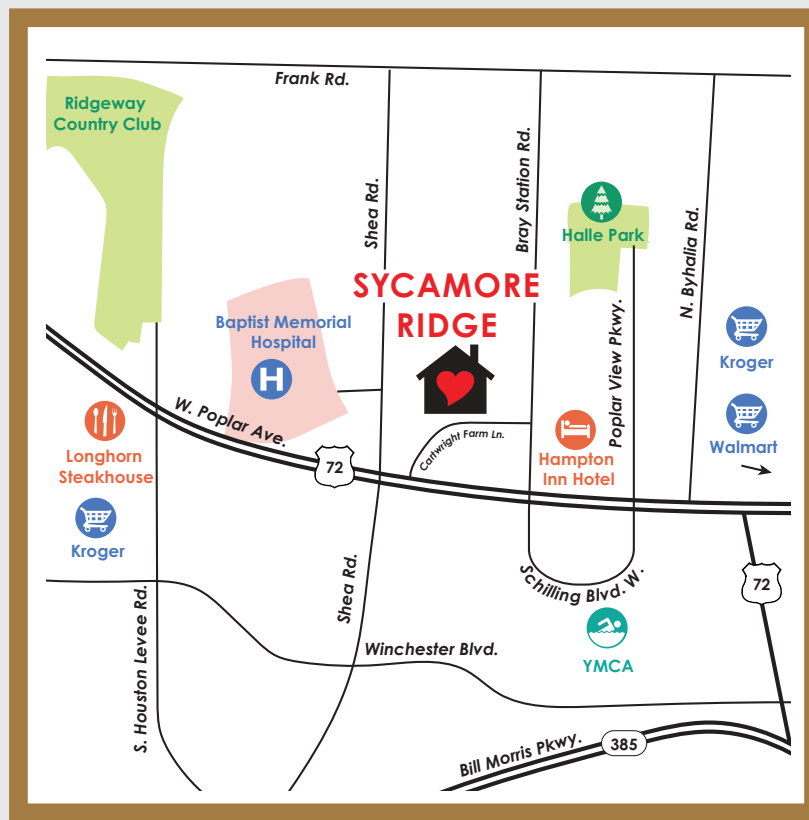 Frank Rd.
Ridgeway
Country Club
Shea Rd.
Bray Station Rd.
Halle Park
N. Byhalia Rd.
SYCAMORE
RIDGE
Baptist Memorial
Hospital
H
Poplar View Pkwy.
Kroger
W. Poplar Ave.
72
Longhorn
Steakhouse
Cartwright Farm Ln.
Hampton
Inn Hotel
Walmart
Kroger
Shea Rd.
Schilling Blvd. W.
72
S. Houston Levee Rd.
Winchester Blvd.
YMCA
Bill Morris Pkwy.
385